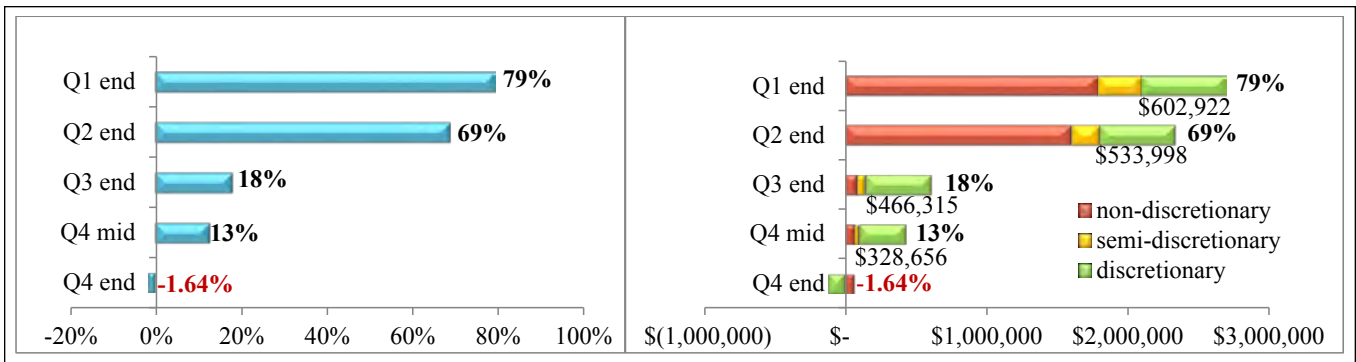 Q1 end
79%
Q2 end
69%
Q3 end
18%
Q4 mid
13%
Q4 end
-1.64%
-20%
0%
20%
40%
60%
80%
100%
Q1 end
79%
$602,922
Q2 end
69%
$533,998
Q3 end
18%
$466,315
Q4 mid
13%
$328,656
Q4 end
-1.64%
non-discretionary
semi-discretionary
discretionary
$(1,000,000)
$-
$1,000,000
$2,000,000
$3,000,000